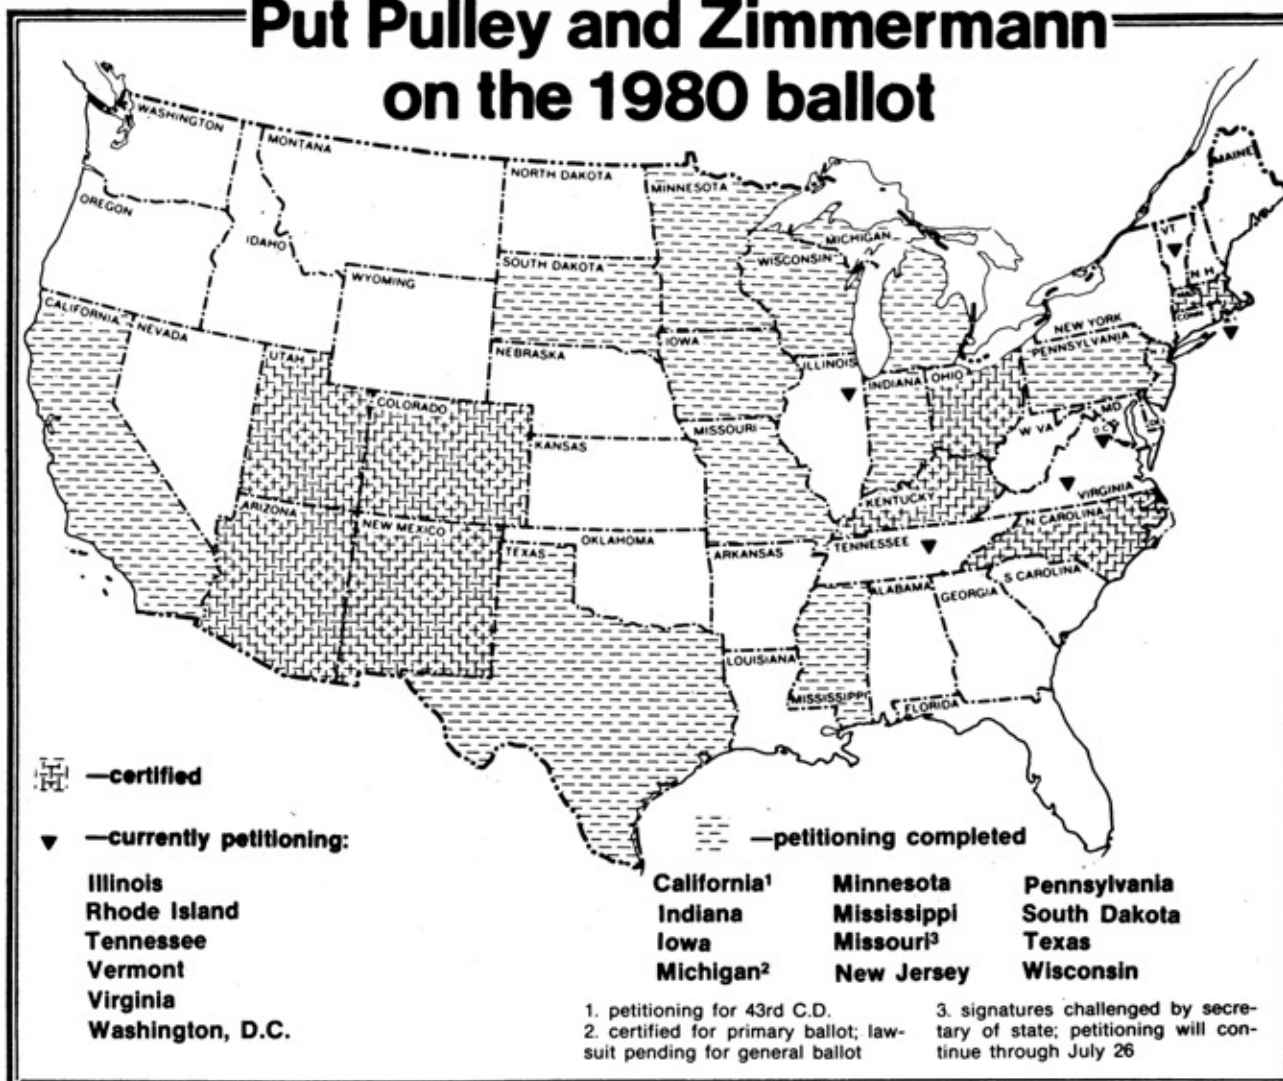 Put Pulley and Zimmermann
on the 1980 ballot
WASHINGTON
MONTANA
NORTH DAKOTA
MINNESOTA
MAINE
OREGON
IDAHO
WYOMING
SOUTH DAKOTA
WISCONSIN
MICHIGAN
VT
N H
MASS
CONN
CALIFORNIA
NEVADA
UTAH
COLORADO
NEBRASKA
IOWA
ILLINOIS
INDIANA
OHIO
NEW YORK
PENNSYLVANIA
N J
MD
D C
W VA
KANSAS
MISSOURI
KENTUCKY
VIRGINIA
ARIZONA
NEW MEXICO
TEXAS
OKLAHOMA
ARKANSAS
TENNESSEE
N CAROLINA
S CAROLINA
ALABAMA
GEORGIA
LOUISIANA
MISSISSIPPI
FLORIDA
—certified
—currently petitioning:
Illinois
Rhode Island
Tennessee
Vermont
Virginia
Washington, D.C.
—petitioning completed
California¹ Minnesota Pennsylvania
Indiana Mississippi South Dakota
Iowa Missouri³ Texas
Michigan² New Jersey Wisconsin
1. petitioning for 43rd C.D.
2. certified for primary ballot; law-
suit pending for general ballot
3. signatures challenged by secre-
tary of state; petitioning will con-
tinue through July 26